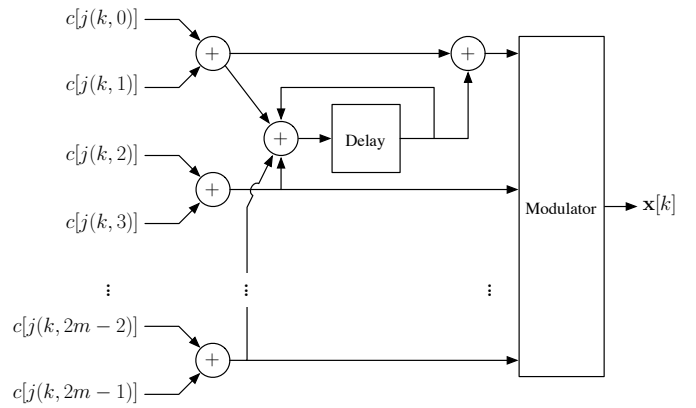 c[j(k, 0)]
+
+
c[j(k, 1)]
+
Delay
c[j(k, 2)]
+
c[j(k, 3)]
Modulator
x[k]
⋮
⋮
⋮
c[j(k, 2m − 2)]
+
c[j(k, 2m − 1)]